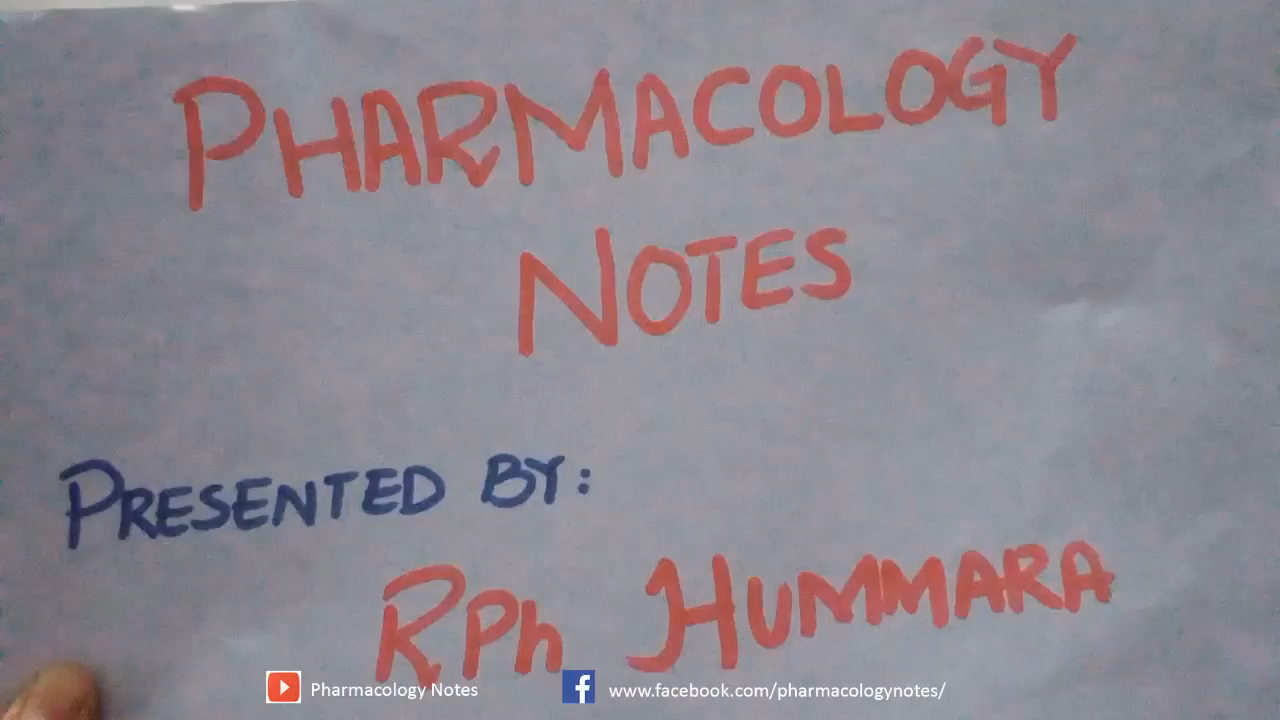 PHARMACOLOGY
NOTES
PRESENTED BY:
RPh HUMMARA
Pharmacology Notes
www.facebook.com/pharmacologynotes/